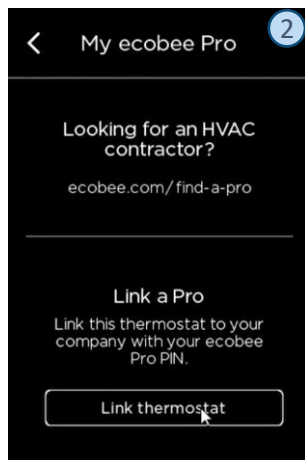 2
My ecobee Pro
Looking for an HVAC
contractor?
ecobee.com/find-a-pro
Link a Pro
Link this thermostat to your
company with your ecobee
Pro PIN.
Link thermostat